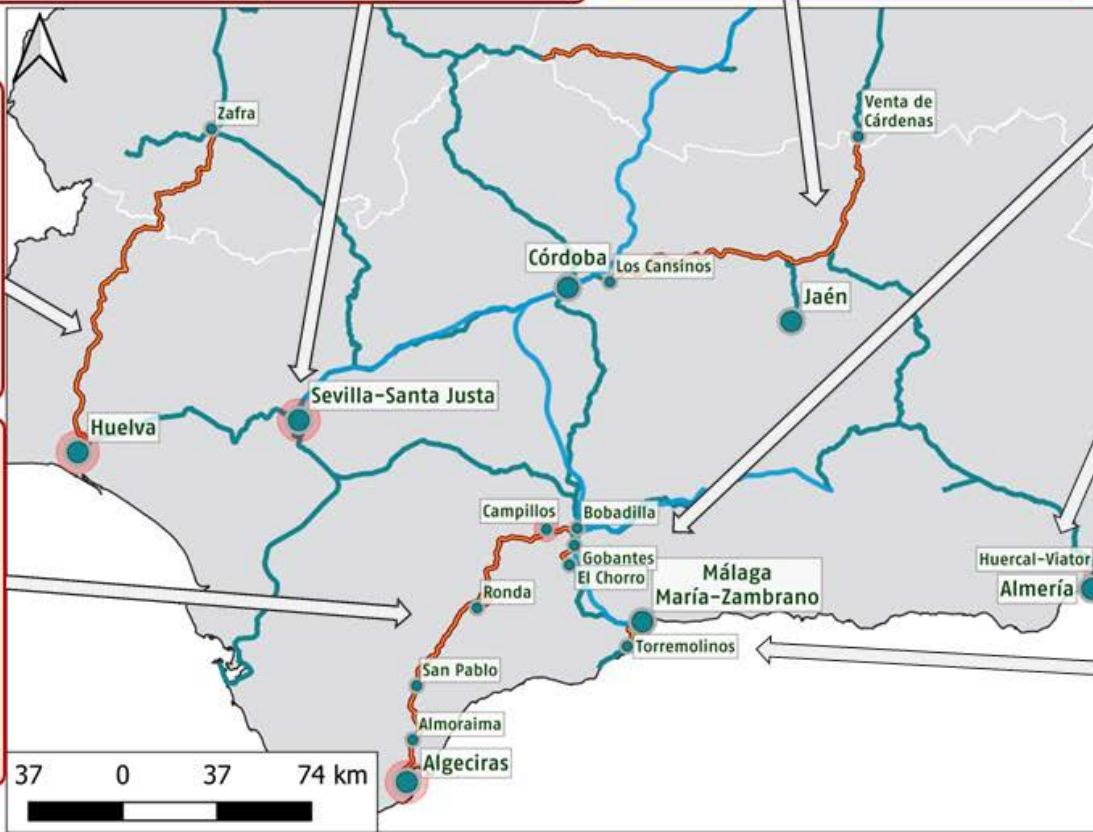 Zafra
Venta de
Cárdenas
Córdoba
Los Cansinos
Jaén
Sevilla-Santa Justa
Huelva
Campillos
Bobadilla
Gobantes
El Chorro
Huercal-Viator
Almería
Málaga
María-Zambrano
Ronda
Torremolinos
San Pablo
Almoraima
Algeciras
37 0 37 74 km